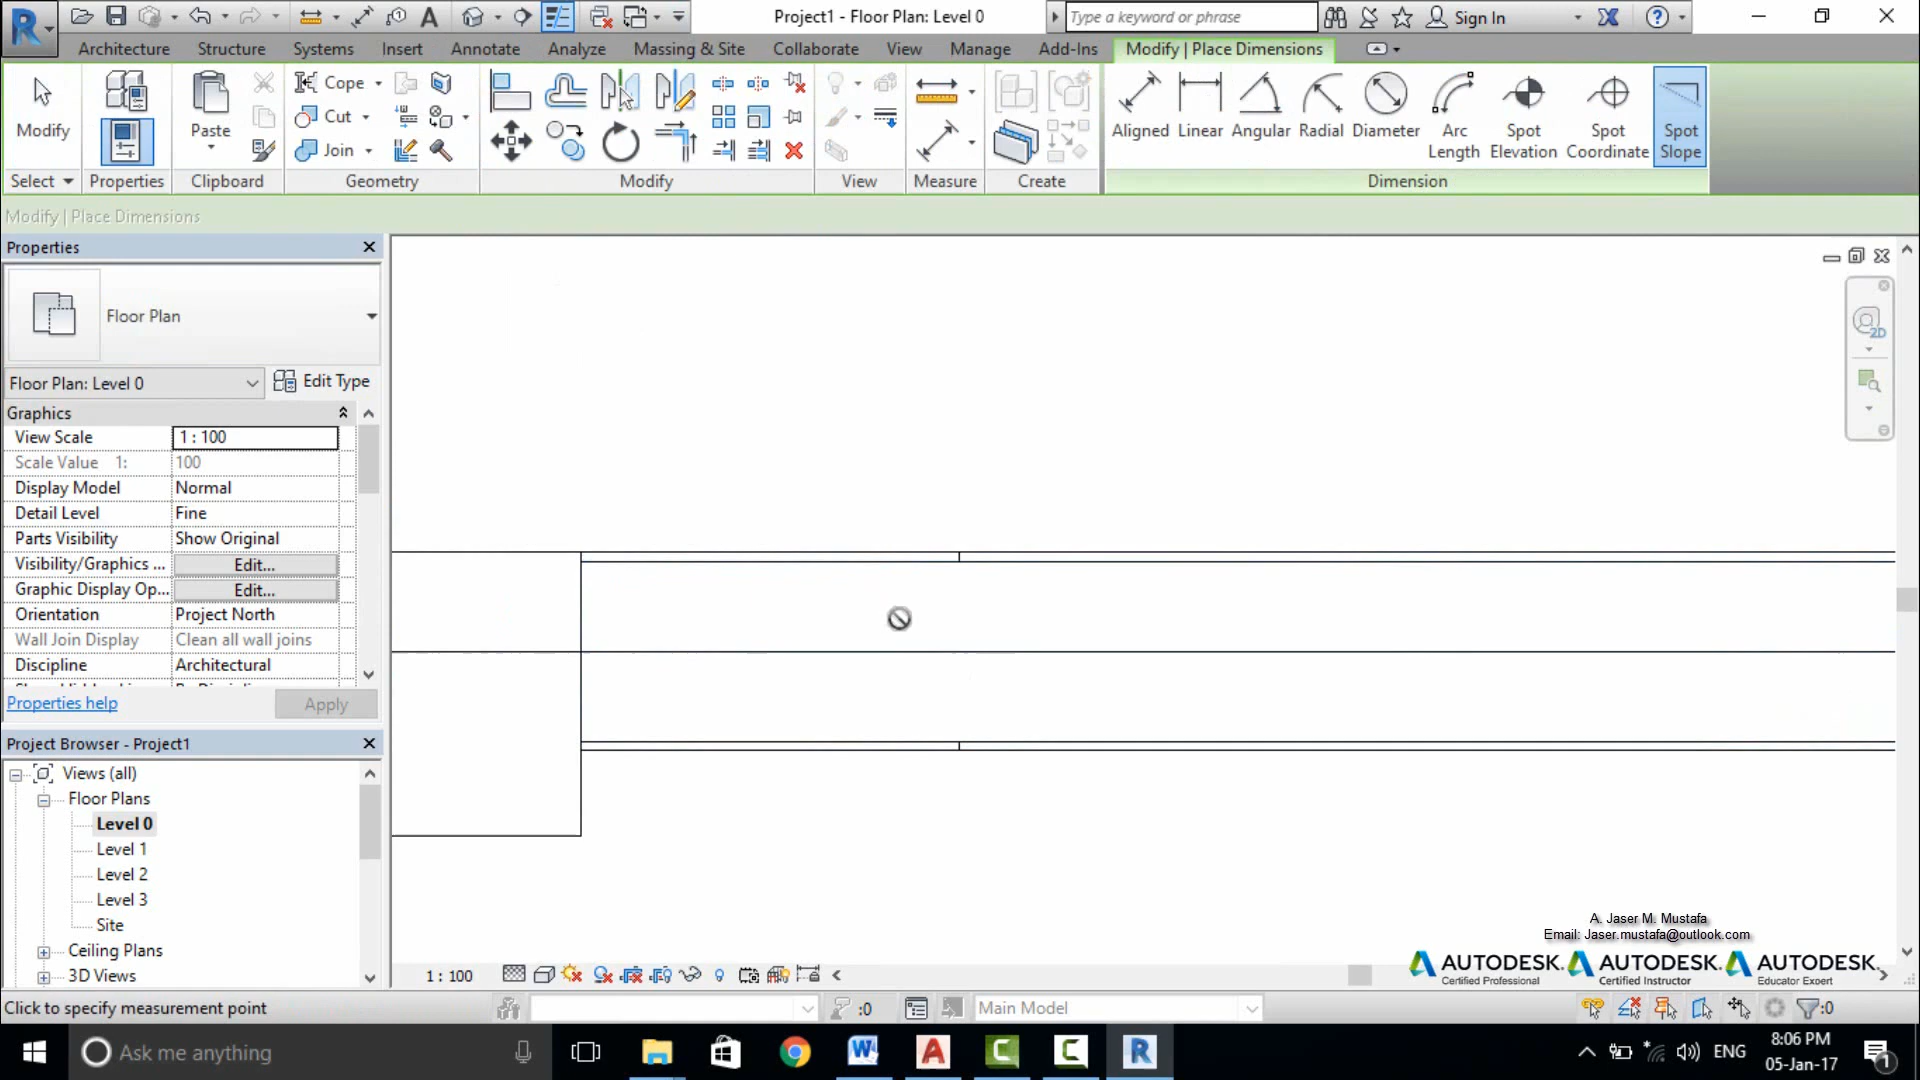 Project1 - Floor Plan: Level 0
Type a keyword or phrase
Sign In
Architecture
Structure
Systems
Insert
Annotate
Analyze
Massing & Site
Collaborate
View
Manage
Add-Ins
Modify | Place Dimensions
Modify
Paste
Cope
Cut
Join
Aligned
Linear
Angular
Radial
Diameter
Arc Length
Spot Elevation
Spot Coordinate
Spot Slope
Select
Properties
Clipboard
Geometry
Modify
View
Measure
Create
Dimension
Modify | Place Dimensions
Properties
Floor Plan
Floor Plan: Level 0
Edit Type
Graphics
View Scale
1 : 100
Scale Value 1:
100
Display Model
Normal
Detail Level
Fine
Parts Visibility
Show Original
Visibility/Graphics ...
Edit...
Graphic Display Op...
Edit...
Orientation
Project North
Wall Join Display
Clean all wall joins
Discipline
Architectural
Properties help
Apply
Project Browser - Project1
Views (all)
Floor Plans
Level 0
Level 1
Level 2
Level 3
Site
Ceiling Plans
3D Views
2D
A. Jaser M. Mustafa
Email: Jaser.mustafa@outlook.com
AUTODESK.
Certified Professional
AUTODESK.
Certified Instructor
AUTODESK.
Educator Expert
1 : 100
Click to specify measurement point
:0
Main Model
:0
Ask me anything
ENG
8:06 PM
05-Jan-17
1